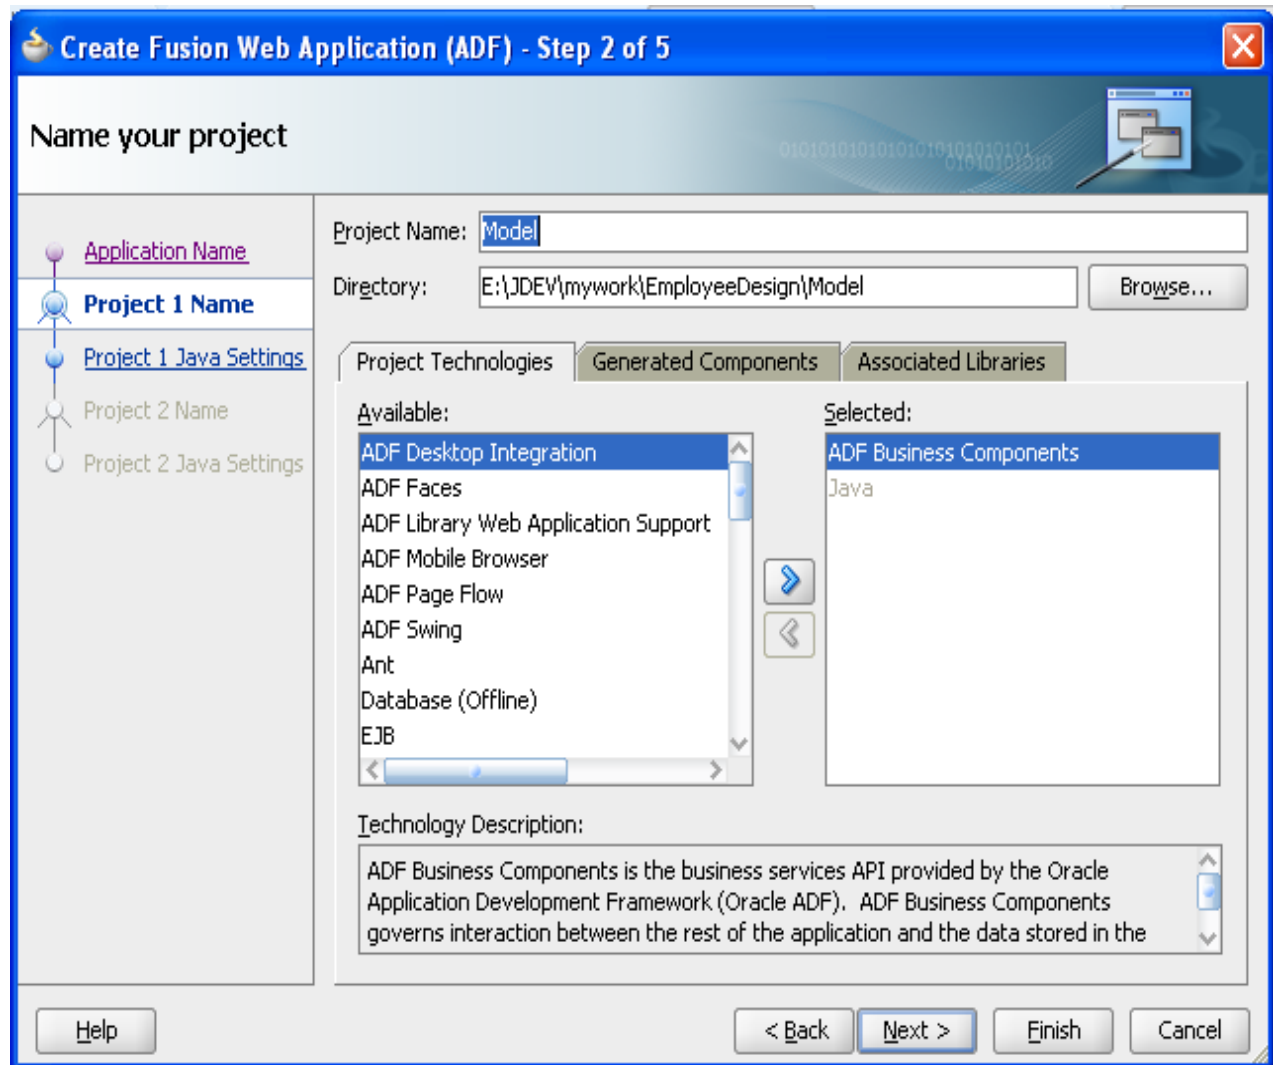 Create Fusion Web Application (ADF) - Step 2 of 5
Name your project
Application Name
Project 1 Name
Project 1 Java Settings
Project 2 Name
Project 2 Java Settings
Project Name: Model
Directory: E:\JDEV\mywork\EmployeeDesign\Model Browse...
Project Technologies Generated Components Associated Libraries
Available:
ADF Desktop Integration
ADF Faces
ADF Library Web Application Support
ADF Mobile Browser
ADF Page Flow
ADF Swing
Ant
Database (Offline)
EJB
Selected:
ADF Business Components
Java
Technology Description:
ADF Business Components is the business services API provided by the Oracle
Application Development Framework (Oracle ADF).  ADF Business Components
governs interaction between the rest of the application and the data stored in the
Help < Back Next > Finish Cancel